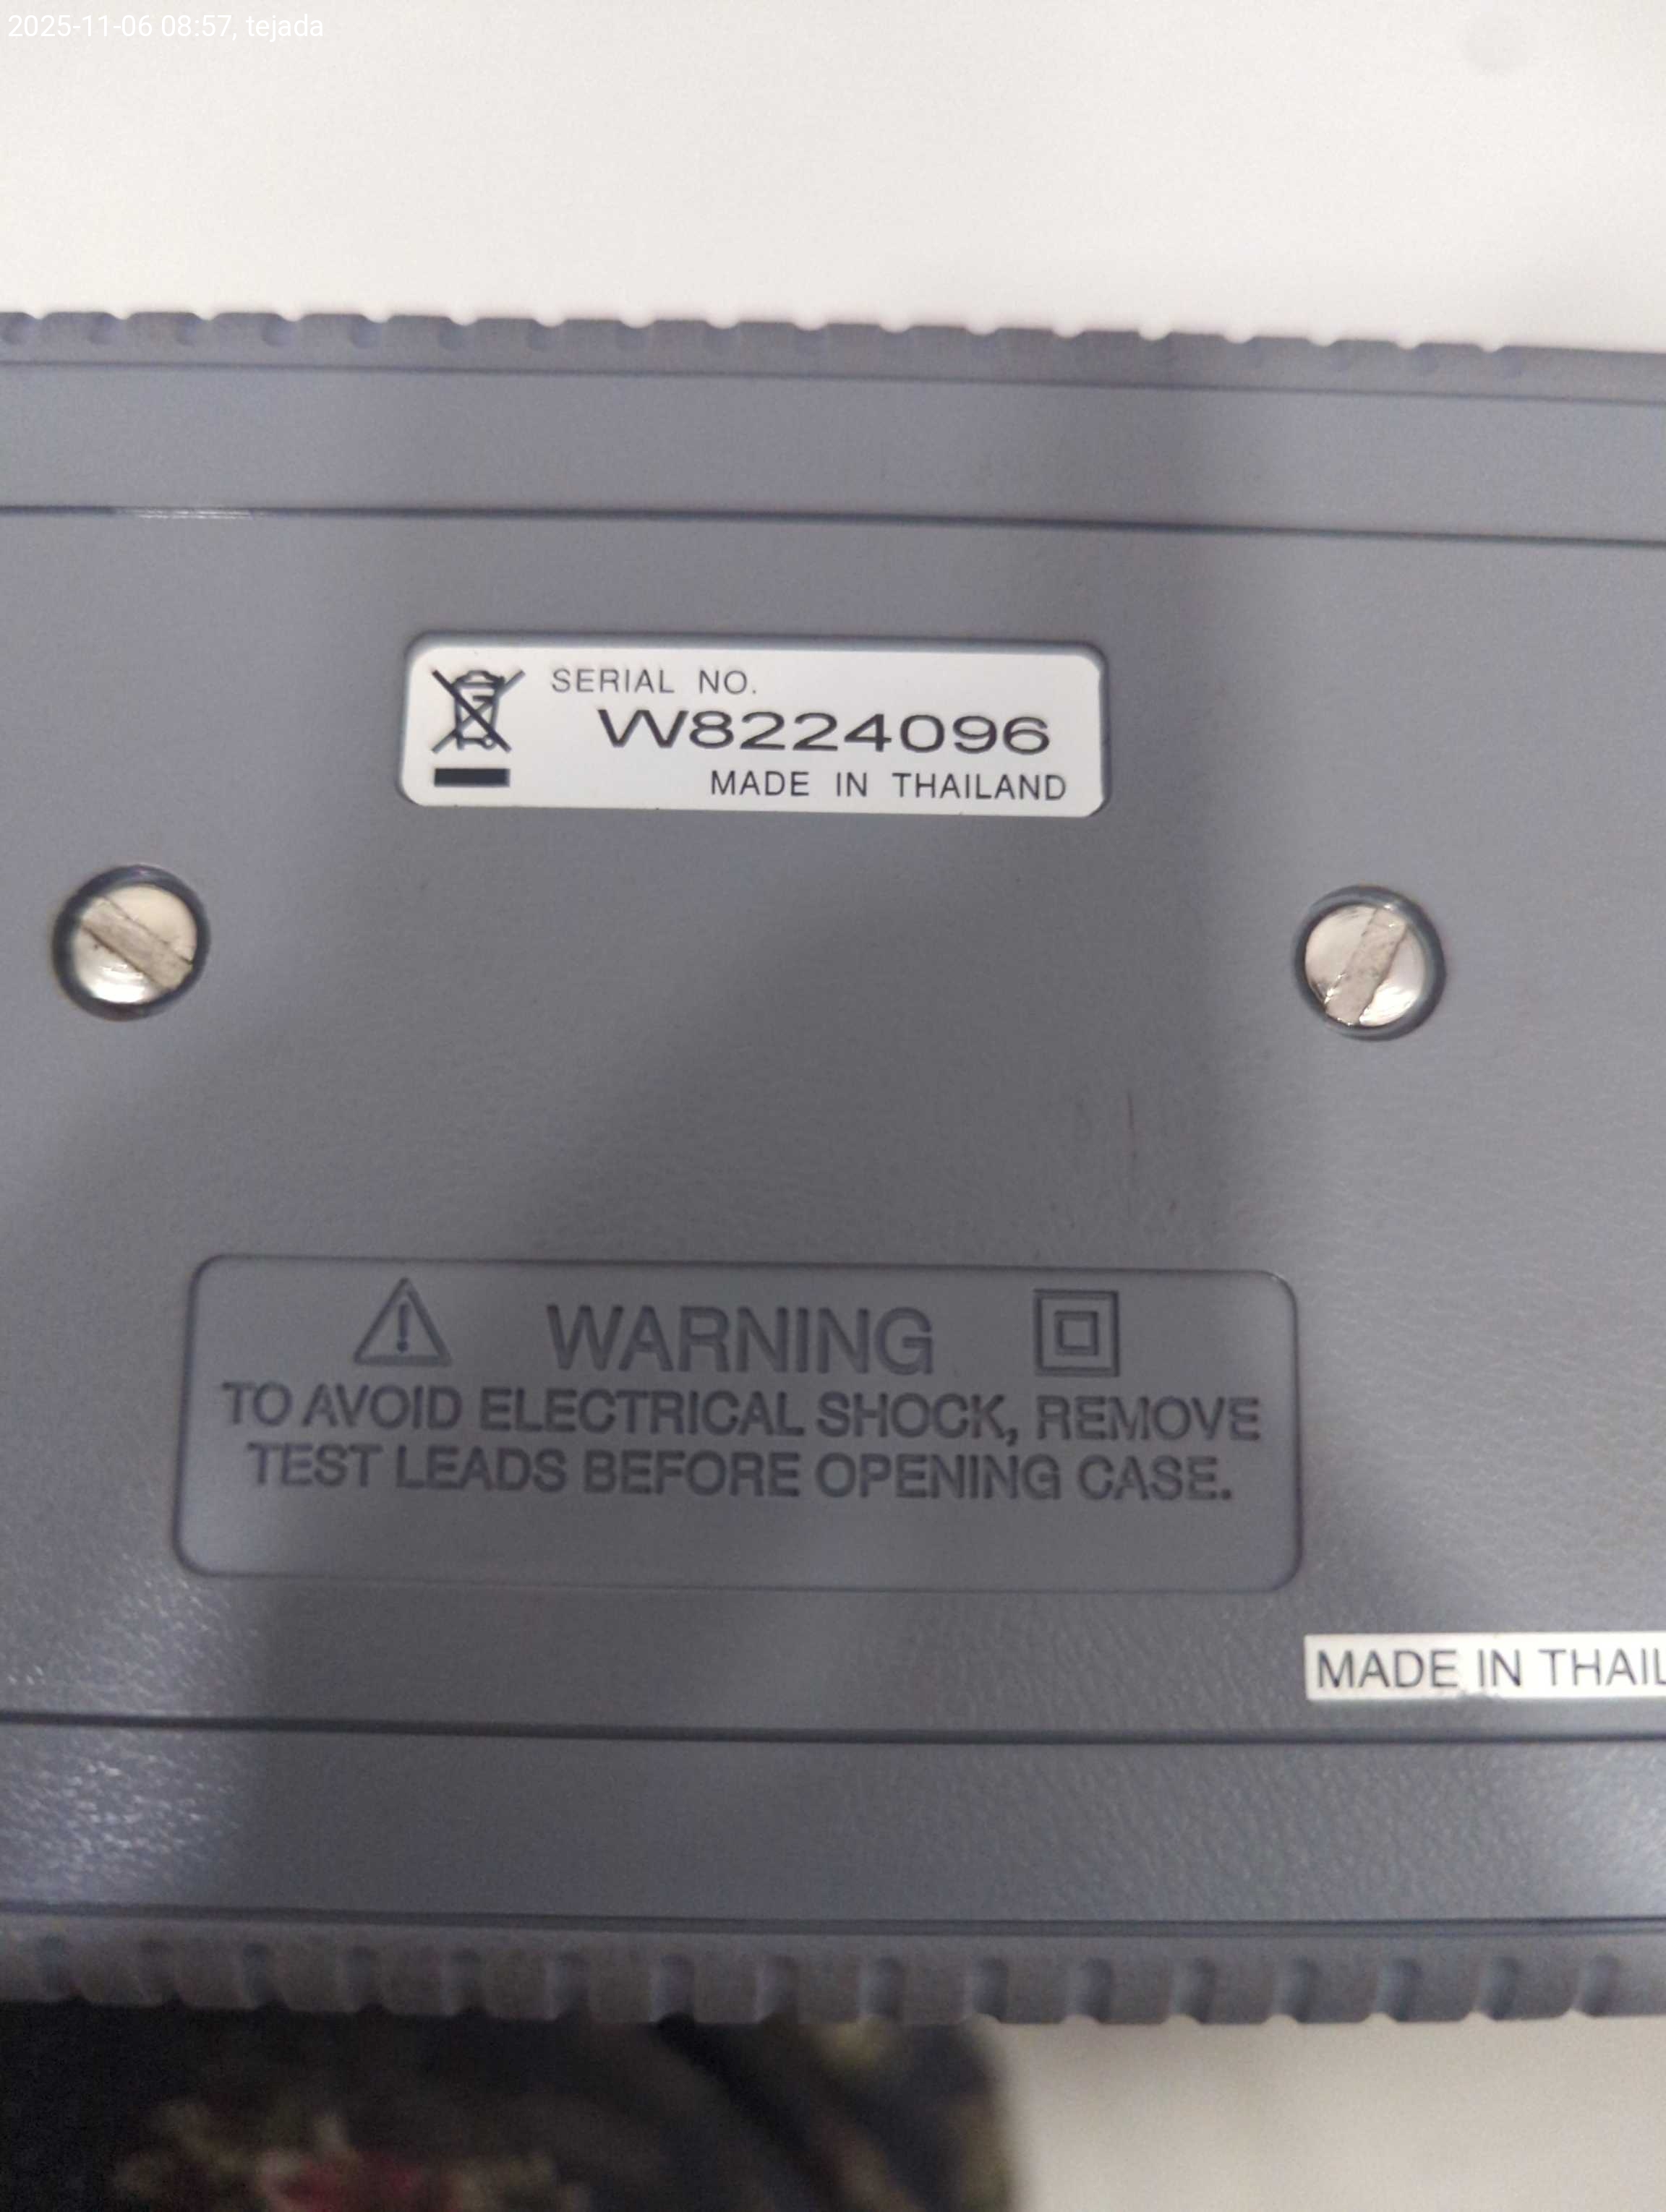 2025-11-06 08:57, tejada
SERIAL NO.
W8224096
MADE IN THAILAND
WARNING
TO AVOID ELECTRICAL SHOCK, REMOVE
TEST LEADS BEFORE OPENING CASE.
MADE IN THAIL